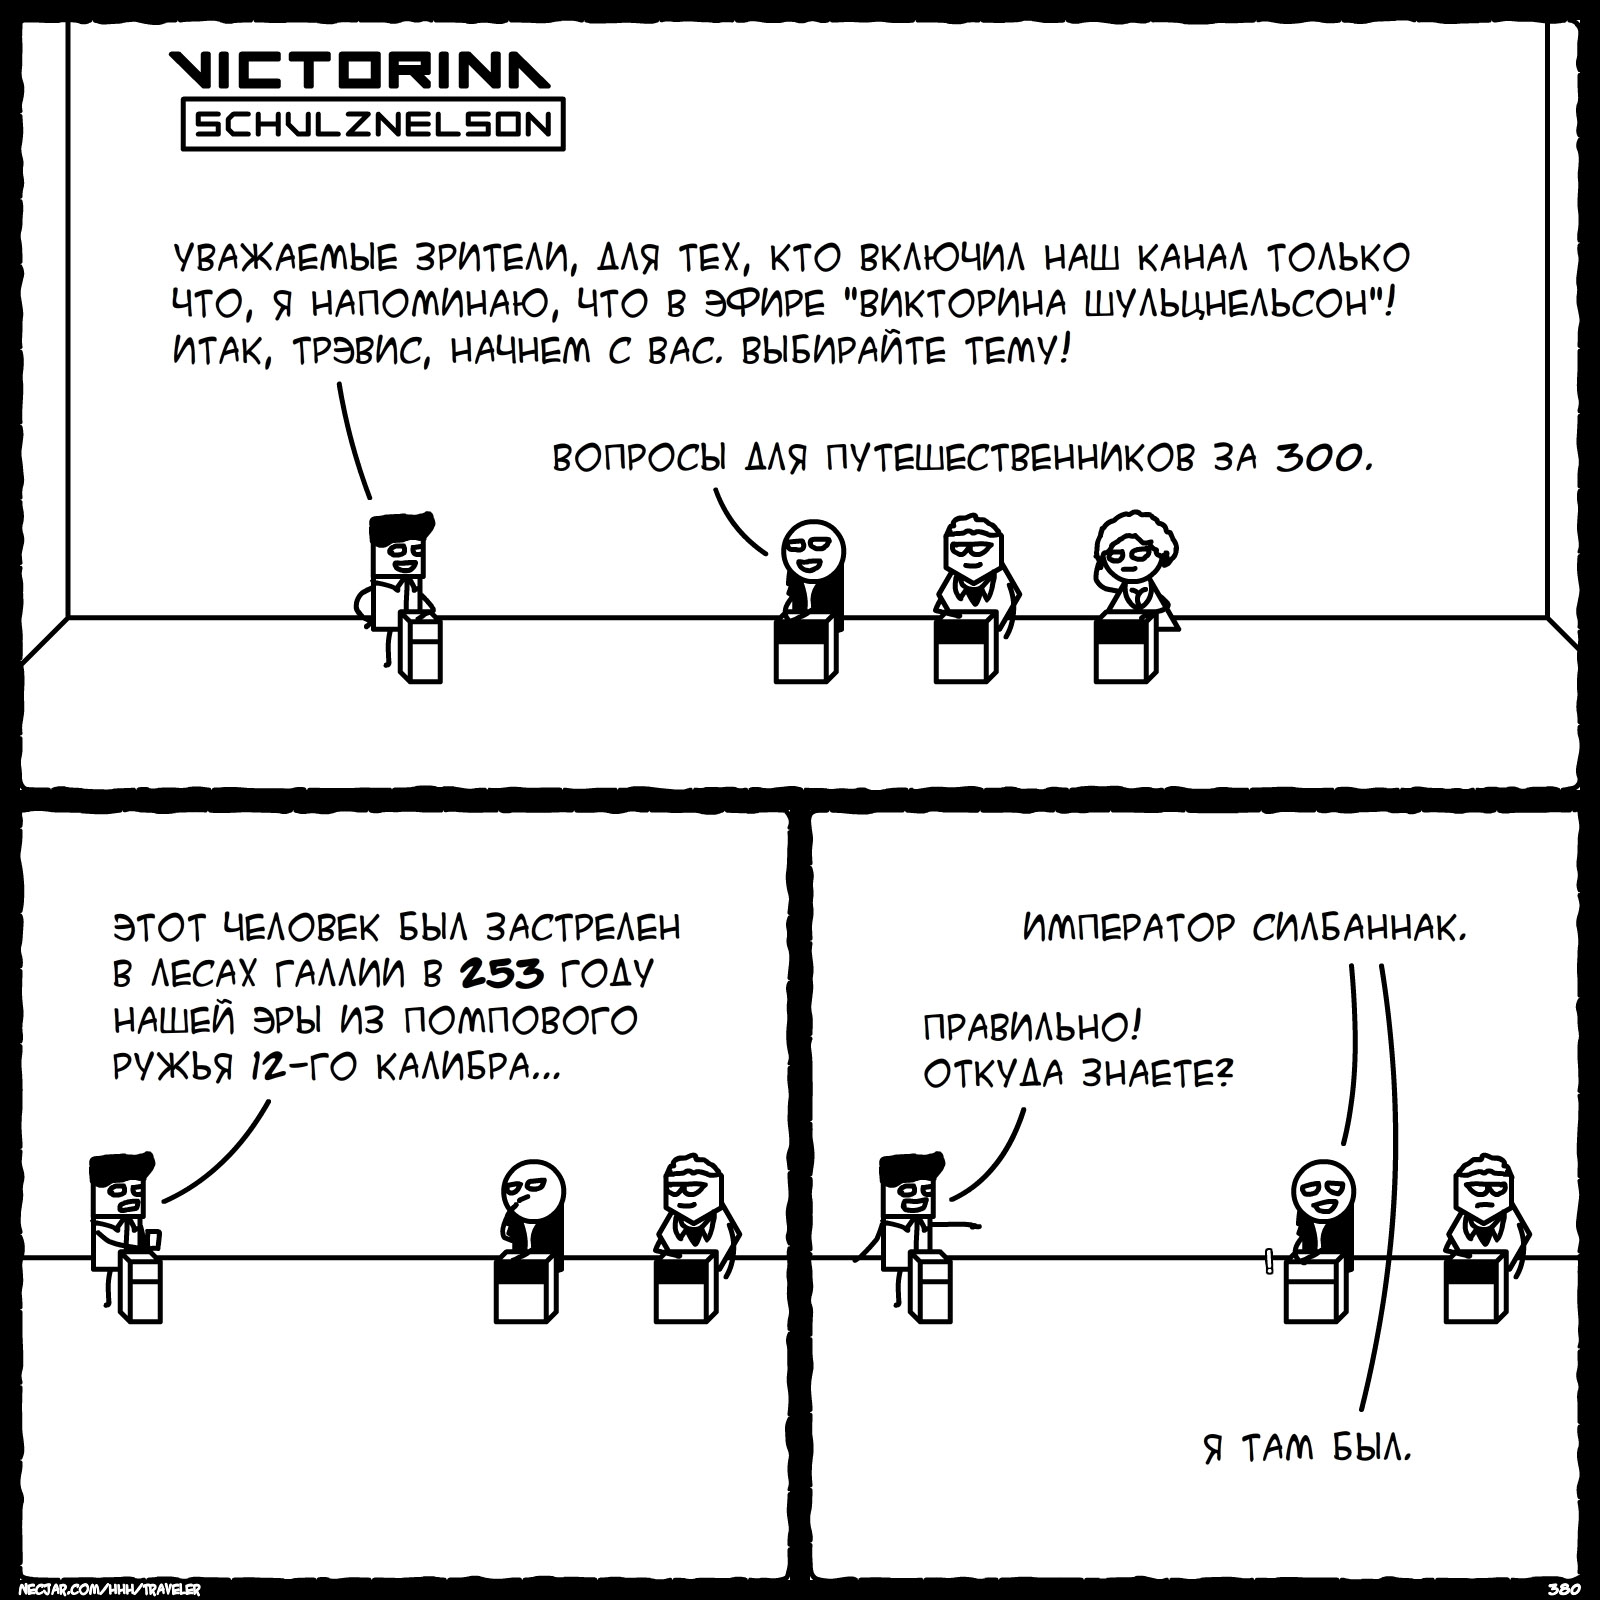 VICTORINA
SCHULZNELSON
УВАЖАЕМЫЕ ЗРИТЕЛИ, ДЛЯ ТЕХ, КТО ВКЛЮЧИЛ НАШ КАНАЛ ТОЛЬКО
ЧТО, Я НАПОМИНАЮ, ЧТО В ЭФИРЕ "ВИКТОРИНА ШУЛЬЦНЕЛЬСОН"!
ИТАК, ТРЭВИС, НАЧНЕМ С ВАС. ВЫБИРАЙТЕ ТЕМУ!
ВОПРОСЫ ДЛЯ ПУТЕШЕСТВЕННИКОВ ЗА 300.
ЭТОТ ЧЕЛОВЕК БЫЛ ЗАСТРЕЛЕН
В ЛЕСАХ ГАЛЛИИ В 253 ГОДУ
НАШЕЙ ЭРЫ ИЗ ПОМПОВОГО
РУЖЬЯ 12-ГО КАЛИБРА...
ИМПЕРАТОР СИЛБАННАК.
ПРАВИЛЬНО!
ОТКУДА ЗНАЕТЕ?
Я ТАМ БЫЛ.
NECJAR.COM/HHH/TRAVELER
380